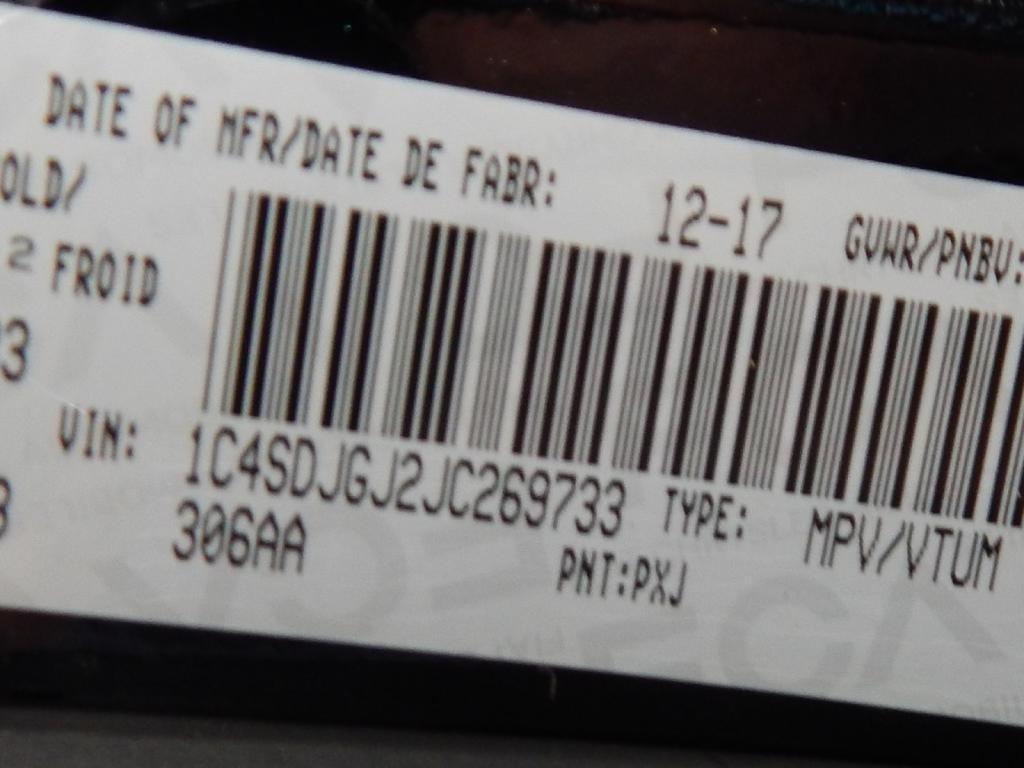 DATE OF MFR/DATE DE FABR: 12-17 GVWR/PNBV:
OLD/
2 FROID
3
VIN: 1C4SDJGJ2JC269733 TYPE: MPV/VTUM
3
306AA PNT:PXJ